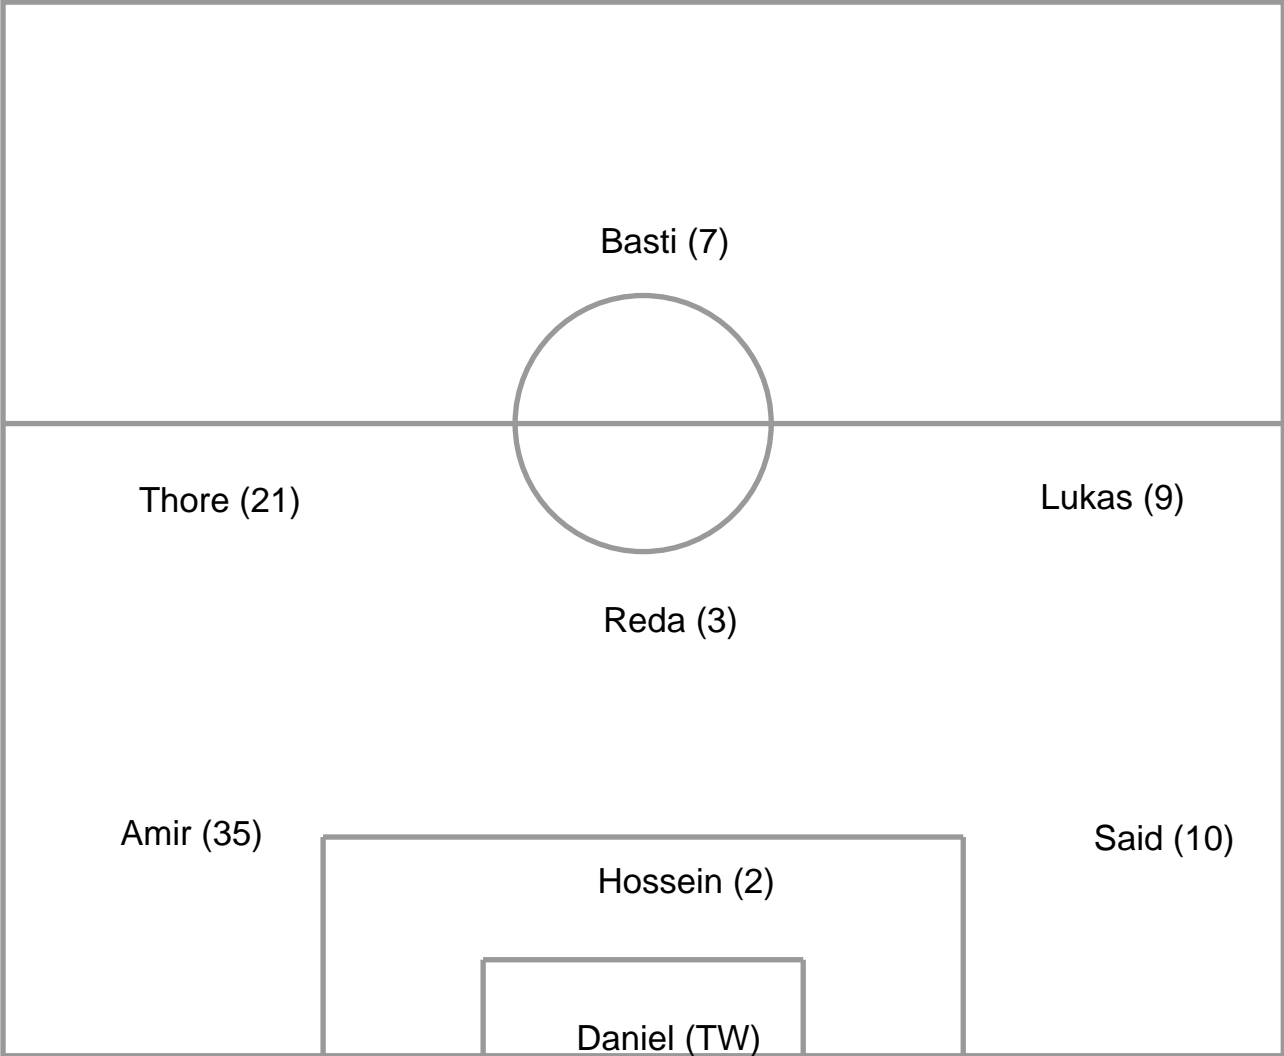 Basti (7)
Thore (21)
Lukas (9)
Reda (3)
Amir (35)
Said (10)
Hossein (2)
Daniel (TW)